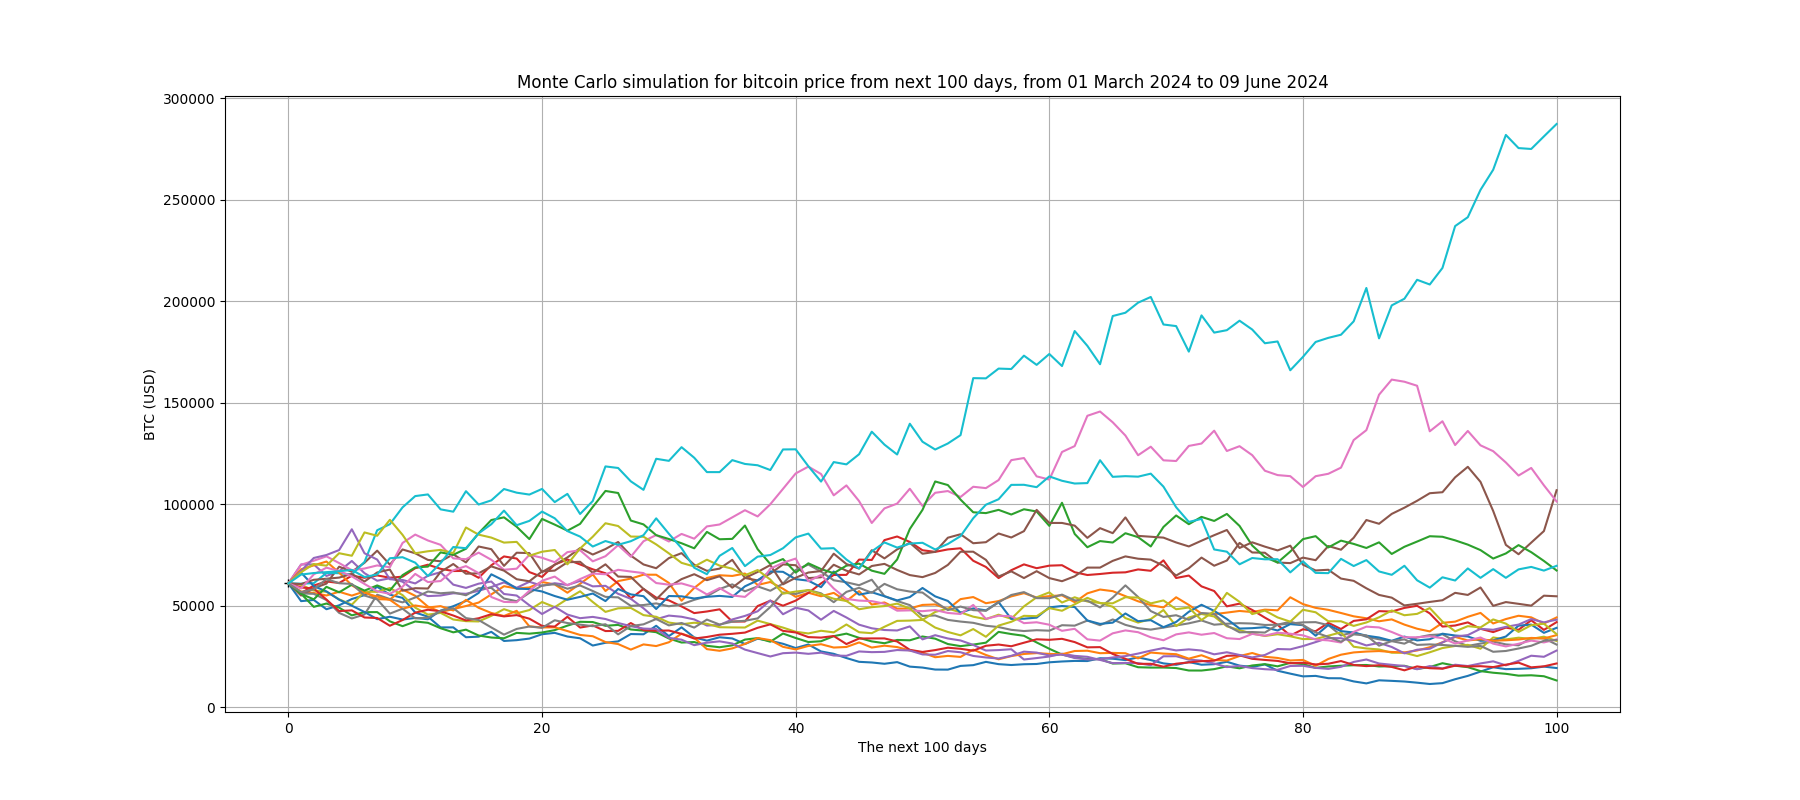 Monte Carlo simulation for bitcoin price from next 100 days, from 01 March 2024 to 09 June 2024
300000
250000
200000
150000
100000
50000
0
BTC (USD)
0 20 40 60 80 100
The next 100 days